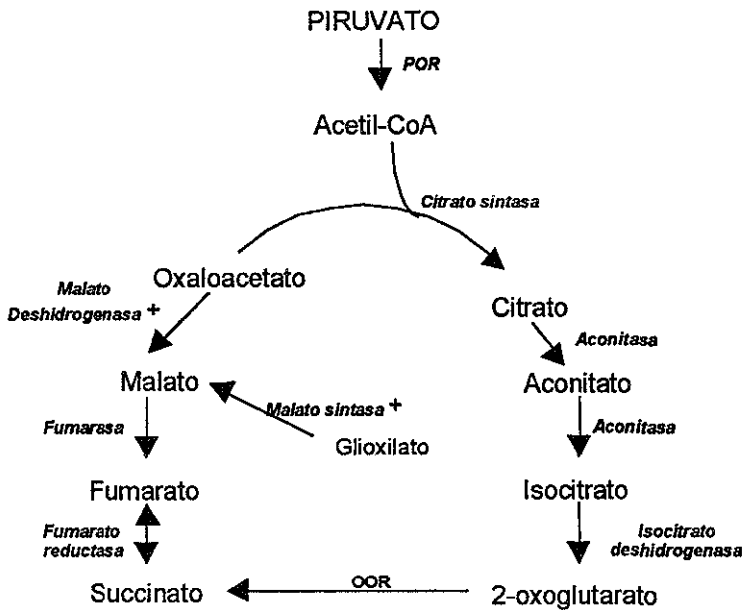 PIRUVATO
POR
Acetil-CoA
Citrato sintasa
Oxaloacetato
Malato
Deshidrogenasa +
Citrato
Aconitasa
Malato
Malato sintasa +
Glioxilato
Aconitato
Fumarasa
Aconitasa
Fumarato
Isocitrato
Fumarato
reductasa
Isocitrato
deshidrogenasa
Succinato
OOR
2-oxoglutarato